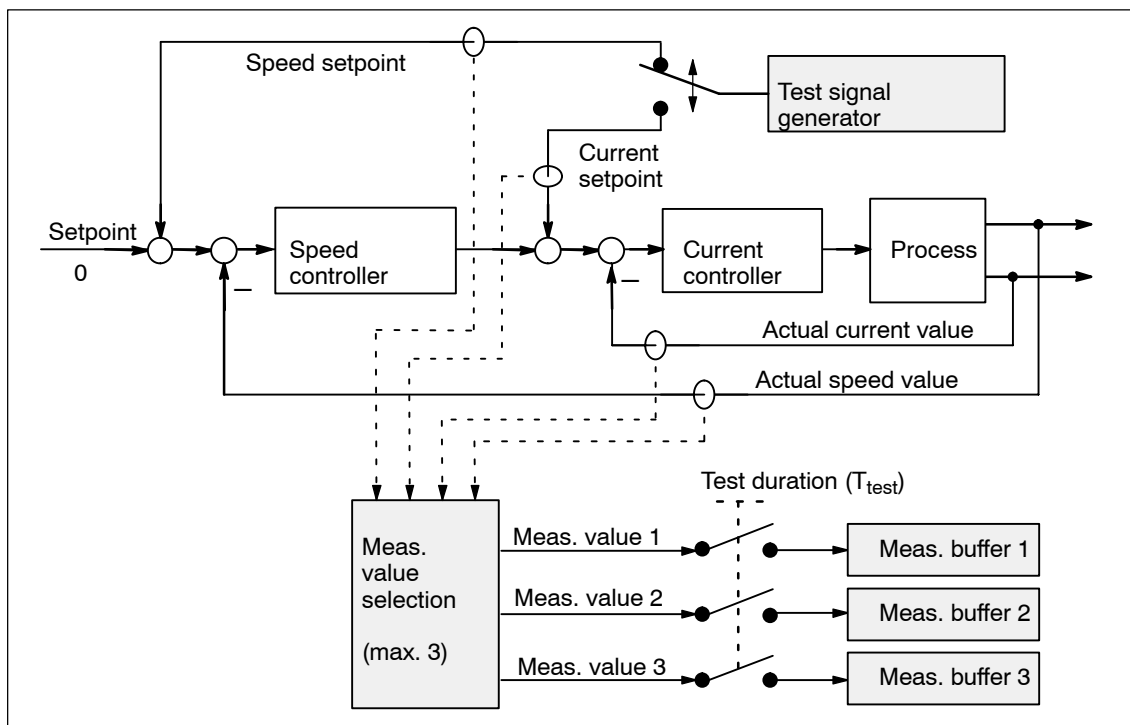 Speed setpoint
Test signal
generator
Current
setpoint
Setpoint
0
Speed
controller
Current
controller
Process
–
–
Actual current value
Actual speed value
Test duration (Ttest)
Meas.
value
selection
(max. 3)
Meas. value 1
Meas. buffer 1
Meas. value 2
Meas. buffer 2
Meas. value 3
Meas. buffer 3